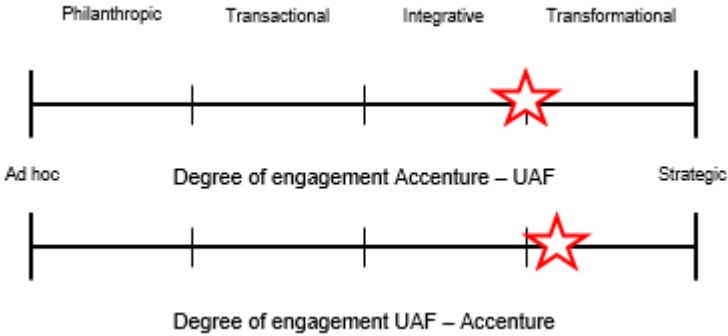 Philanthropic Transactional Integrative Transformational
Ad hoc Degree of engagement Accenture – UAF Strategic
Degree of engagement UAF – Accenture